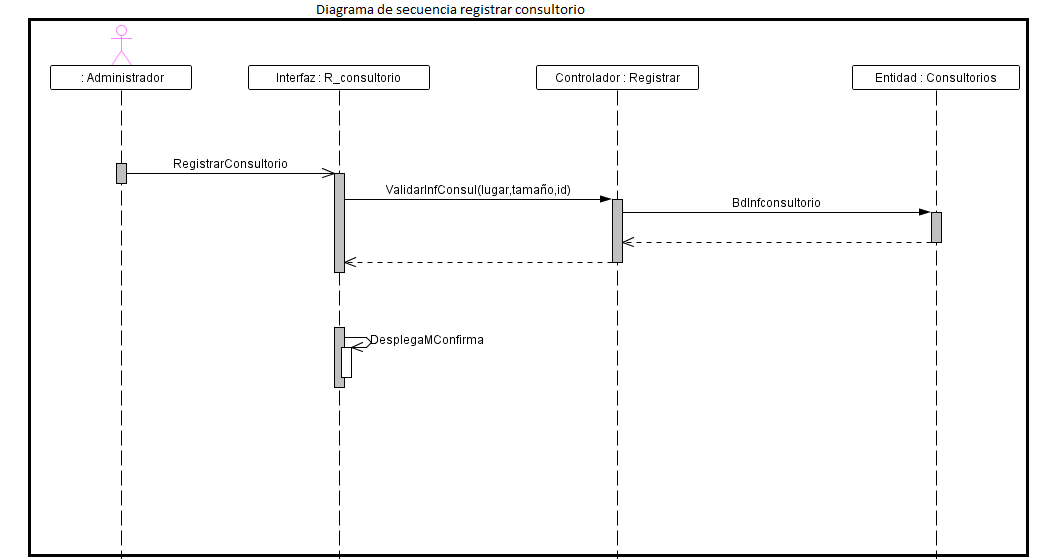 Diagrama de secuencia registrar consultorio
: Administrador
Interfaz : R_consultorio
Controlador : Registrar
Entidad : Consultorios
RegistrarConsultorio
ValidarInfConsul(lugar,tamaño,id)
BdInfconsultorio
DesplegaMConfirma